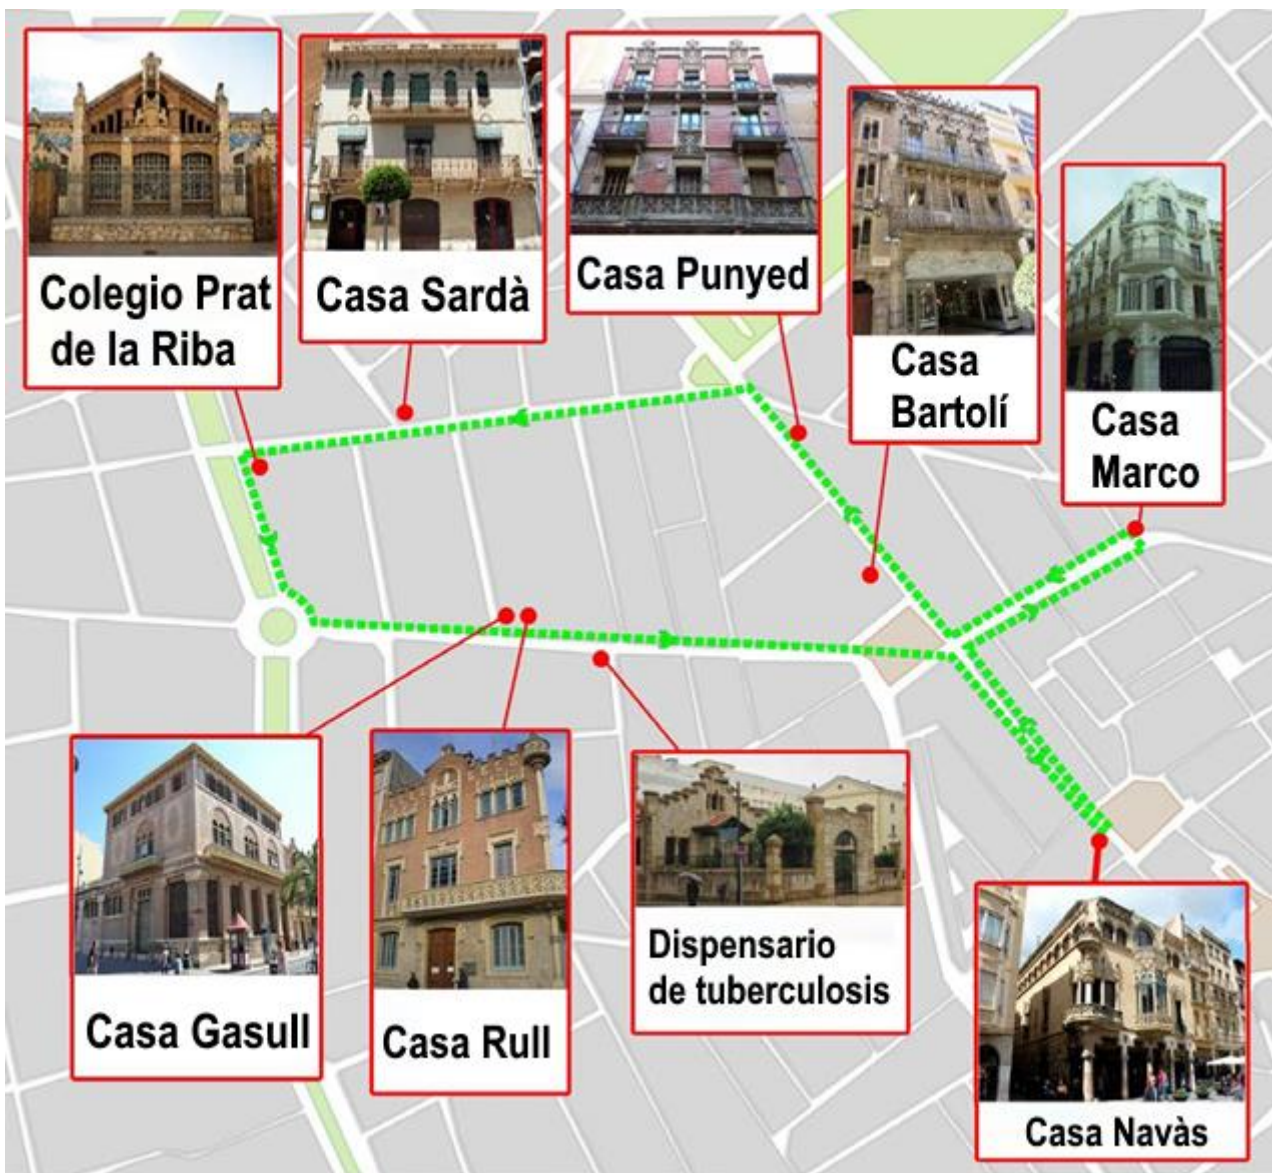 Colegio Prat
de la Riba
Casa Sardà
Casa Punyed
Casa
Bartolí
Casa
Marco
Casa Gasull
Casa Rull
Dispensario
de tuberculosis
Casa Navàs